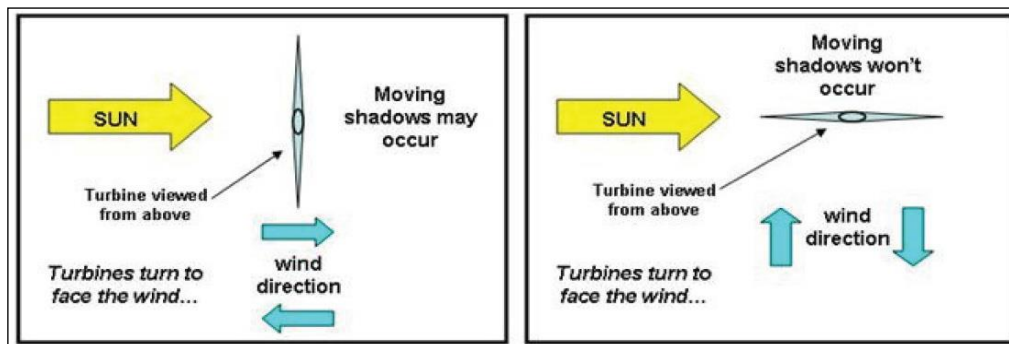 SUN
Moving
shadows may
occur
Turbine viewed
from above
wind
direction
Turbines turn to
face the wind...
Moving
shadows won't
occur
SUN
Turbine viewed
from above
wind
direction
Turbines turn to
face the wind...